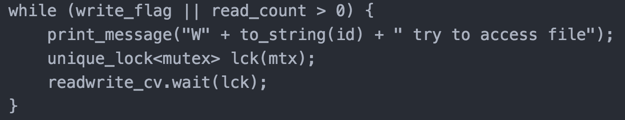 while (write_flag || read_count > 0) {
    print_message("W" + to_string(id) + " try to access file");
    unique_lock<mutex> lck(mtx);
    readwrite_cv.wait(lck);
}